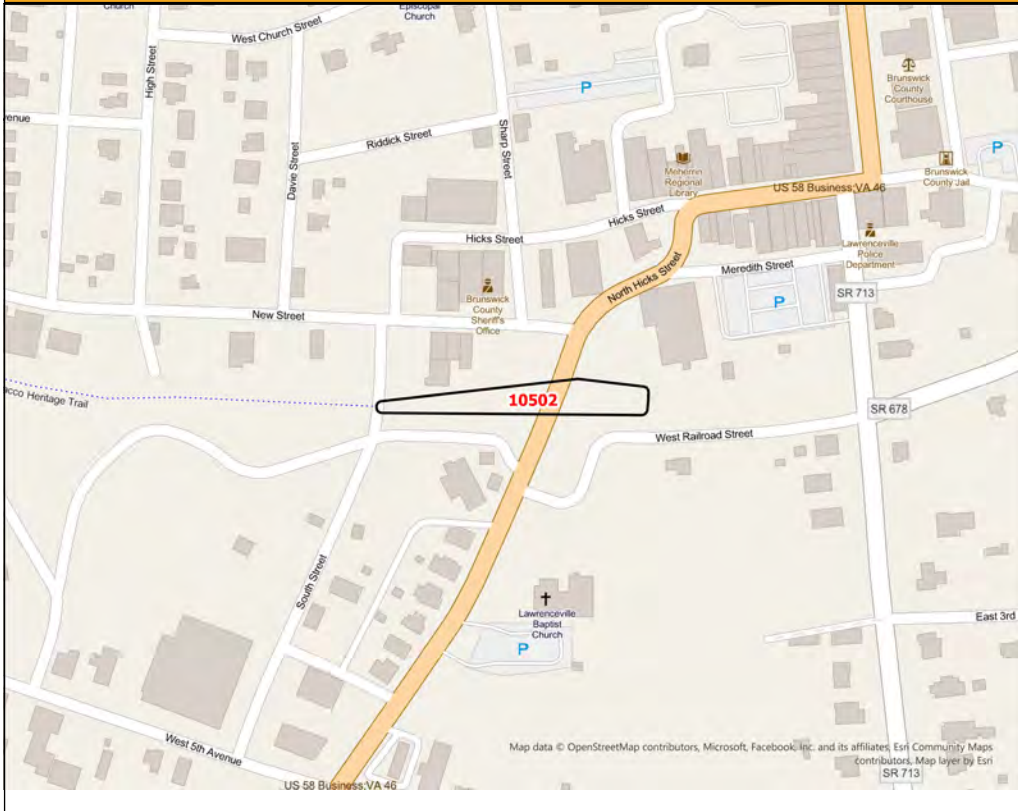 Church
Episcopal
Church
West Church Street
High Street
P
Brunswick
County
Courthouse
enue
Sharp Street
Riddick Street
Davie Street
P
Meherrin
Regional
Library
Brunswick
County Jail
US 58 Business;VA 46
Hicks Street
Hicks Street
Lawrenceville
Police
Department
Meredith Street
North Hicks Street
Brunswick
County
Sheriff's
Office
P
SR 713
New Street
acco Heritage Trail
10502
SR 678
West Railroad Street
South Street
Lawrenceville
Baptist
Church
East 3rd
P
West 5th Avenue
Map data © OpenStreetMap contributors, Microsoft, Facebook, Inc. and its affiliates, Esri Community Maps
contributors, Map layer by Esri
SR 713
US 58 Business;VA 46